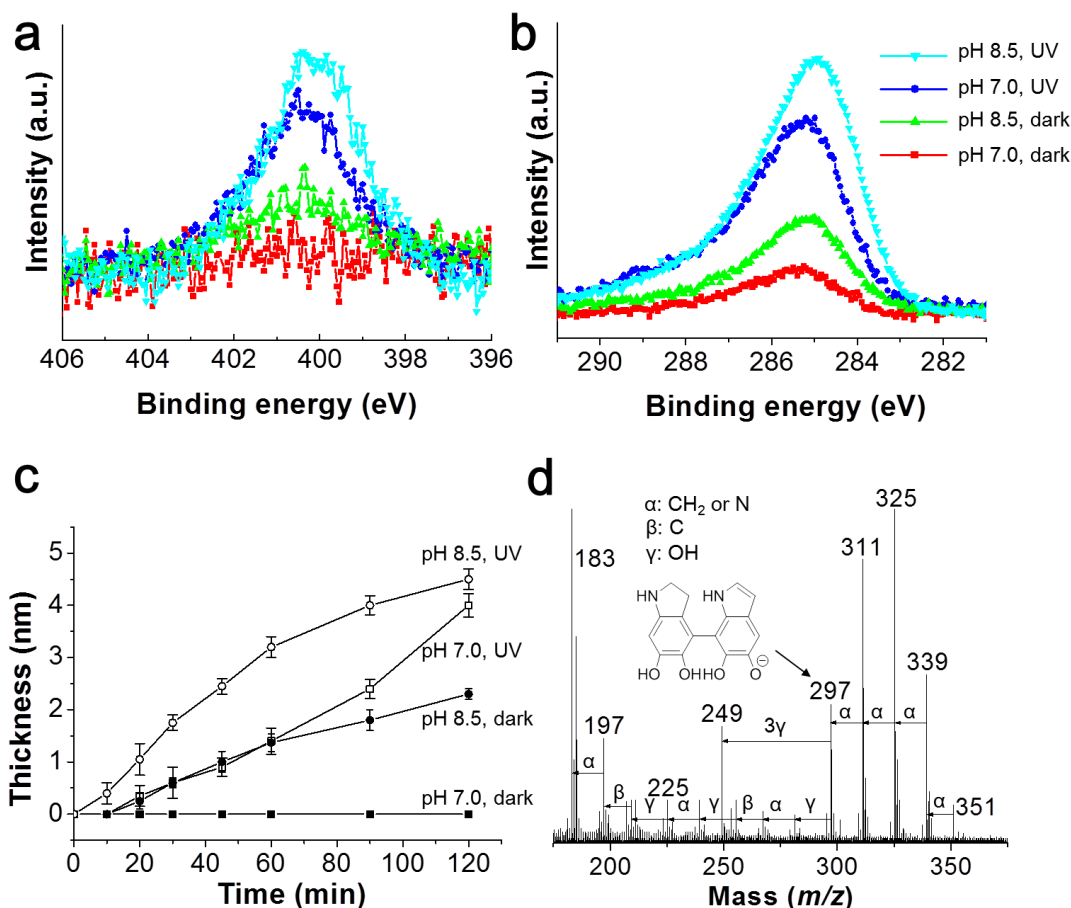 a
Intensity (a.u.)
406 404 402 400 398 396
Binding energy (eV)
b
Intensity (a.u.)
pH 8.5, UV
pH 7.0, UV
pH 8.5, dark
pH 7.0, dark
290 288 286 284 282
Binding energy (eV)
c
Thickness (nm)
5
4
3
2
1
0
pH 8.5, UV
pH 7.0, UV
pH 8.5, dark
pH 7.0, dark
0 20 40 60 80 100 120
Time (min)
d
α: CH₂ or N
β: C
γ: OH
183
325
311
HN HN
HO OH HO O⊖
339
297
197
249
3γ
α α α
α
225
β γ α γ β α γ
α
351
200 250 300 350
Mass (m/z)